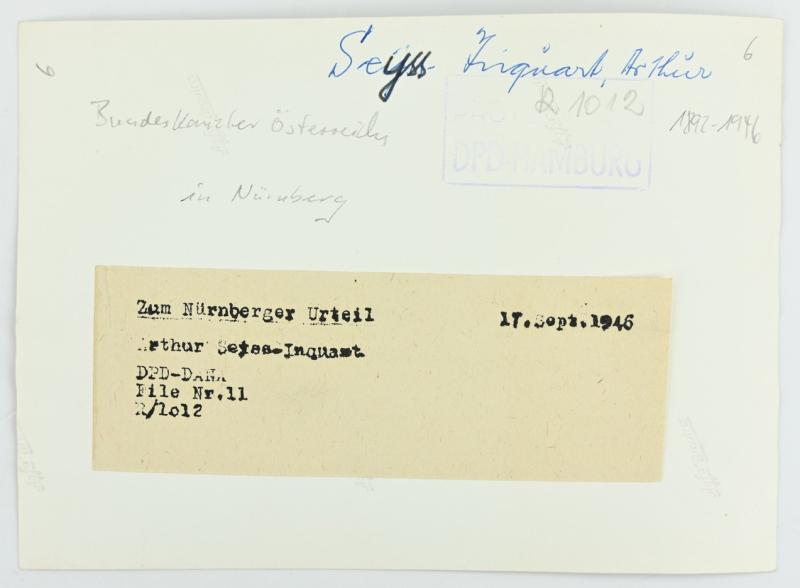 6
Seyss Inquart, Arthur
6
R 1012
Bundeskanzler Österreichs
1892-1946
DPD-HAMBURG
in Nürnberg
Zum Nürnberger Urteil
17.Sept.1946
Arthur Seyss-Inquart
DPD-DANA
File Nr.11
R/1o12